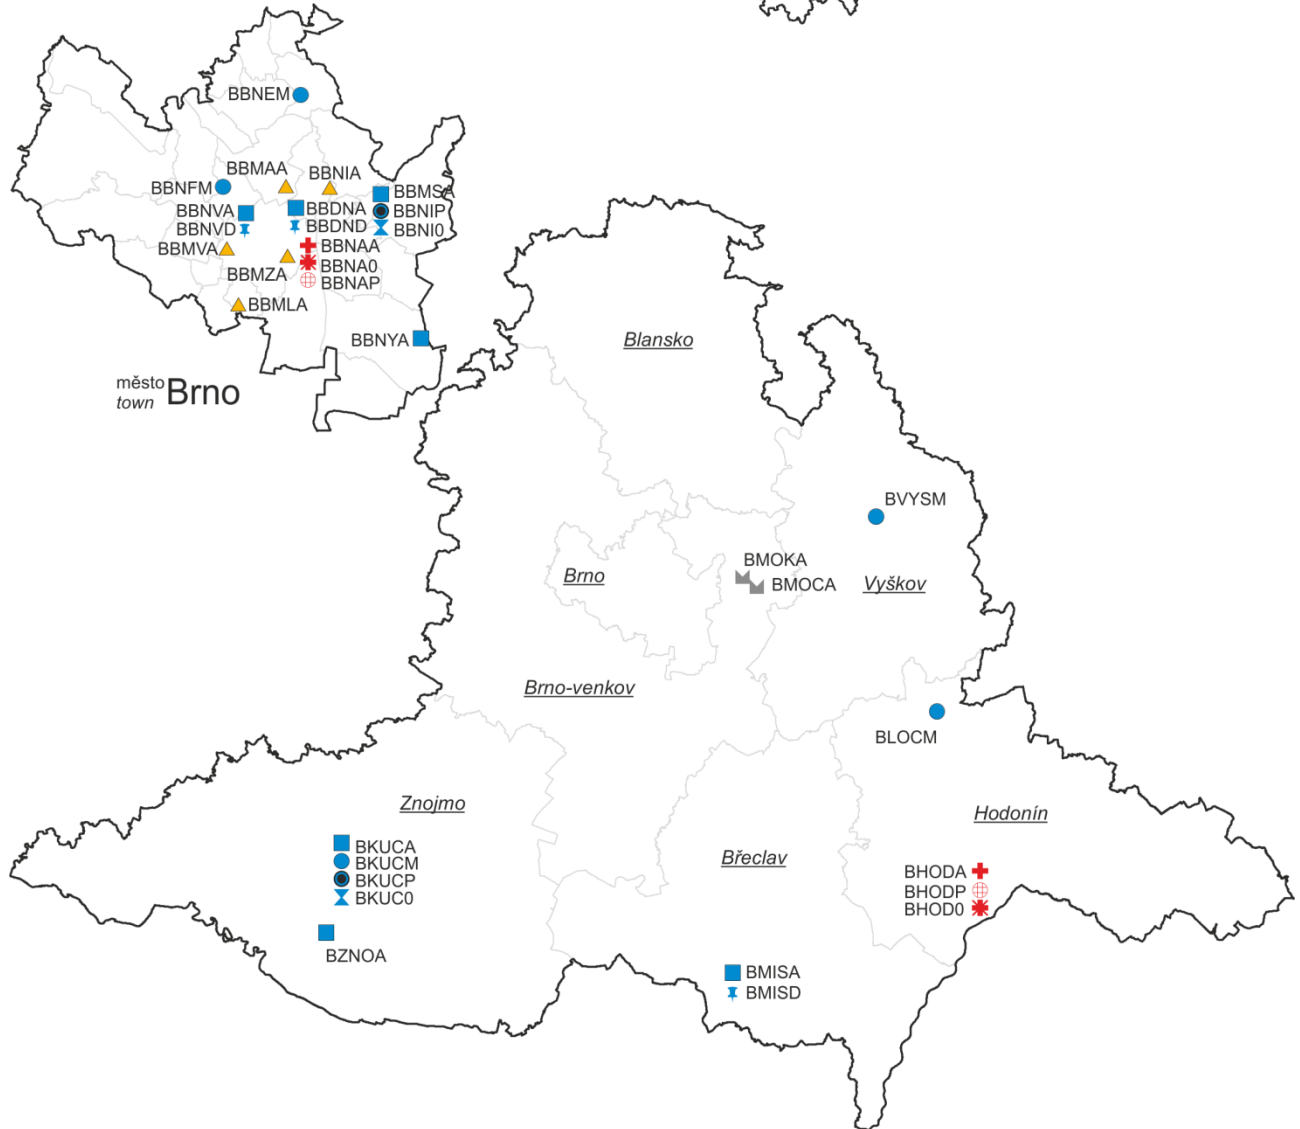 BBNEM
BBMAA
BBNIA
BBNFM
BBMSA
BBNVA
BBDNA
BBNIP
BBNVD
BBDND
BBNI0
BBMVA
BBNAA
BBMZA
BBNA0
BBNAP
BBMLA
BBNYA
město
town
Brno
Blansko
BVYSM
BMOKA
BMOCA
Brno
Vyškov
Brno-venkov
BLOCM
Znojmo
Hodonín
BKUCA
BKUCM
BKUCP
BKUC0
Břeclav
BHODA
BHODP
BHOD0
BZNOA
BMISA
BMISD